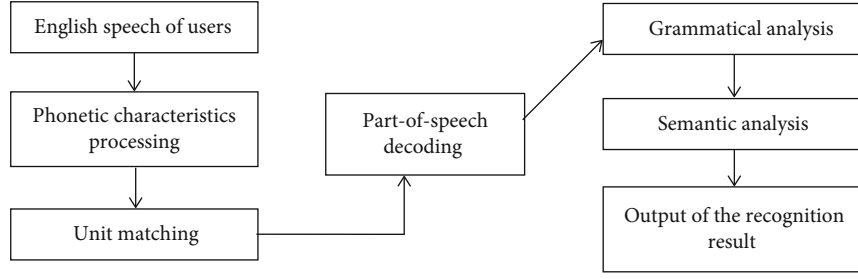 English speech of users
Phonetic characteristics
processing
Unit matching
Part-of-speech
decoding
Grammatical analysis
Semantic analysis
Output of the recognition
result